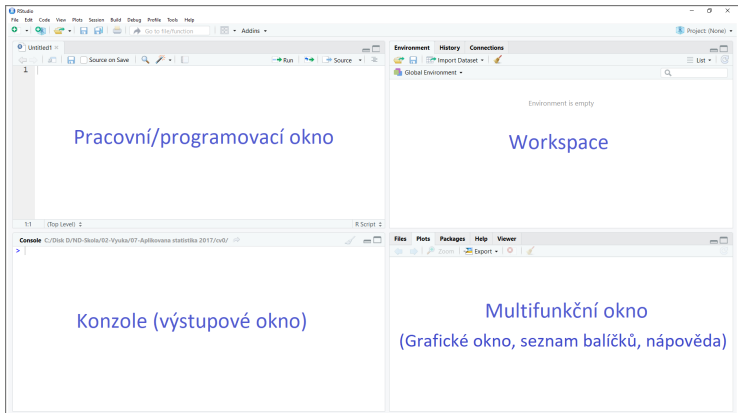 RStudio
File Edit Code View Plots Session Build Debug Profile Tools Help
Go to file/function
Addins
Project: (None)
Untitled1
Source on Save
Run
Source
1
Pracovní/programovací okno
1:1 (Top Level) R Script
Console C:/Disk D/ND-Skola/02-Vyuka/07-Aplikovana statistika 2017/cv0/
>
Konzole (výstupové okno)
Environment History Connections
Import Dataset
List
Global Environment
Environment is empty
Workspace
Files Plots Packages Help Viewer
Zoom Export
Multifunkční okno
(Grafické okno, seznam balíčků, nápověda)